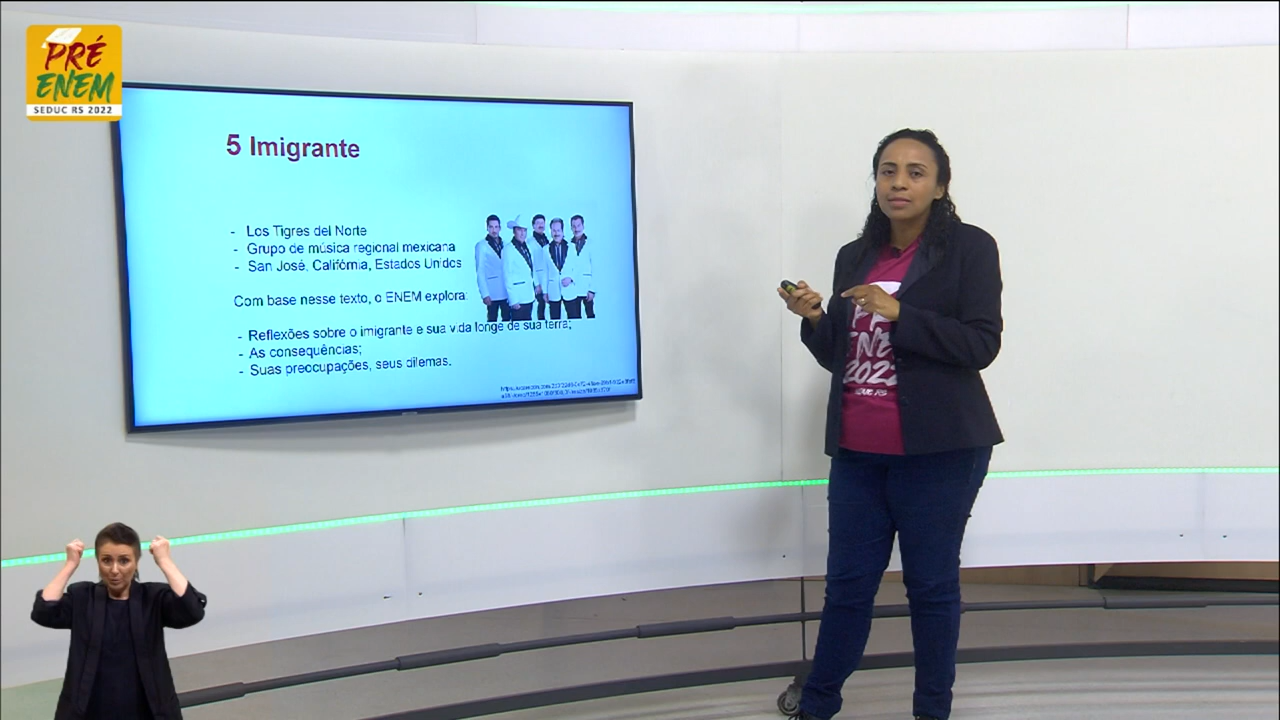 PRÉ
ENEM
SEDUC RS 2022
5 Imigrante
- Los Tigres del Norte
- Grupo de música regional mexicana
- San José, Califórnia, Estados Unidos
Com base nesse texto, o ENEM explora:
- Reflexões sobre o imigrante e sua vida longe de sua terra;
- As consequências;
- Suas preocupações, seus dilemas.
2022
SEDUC RS